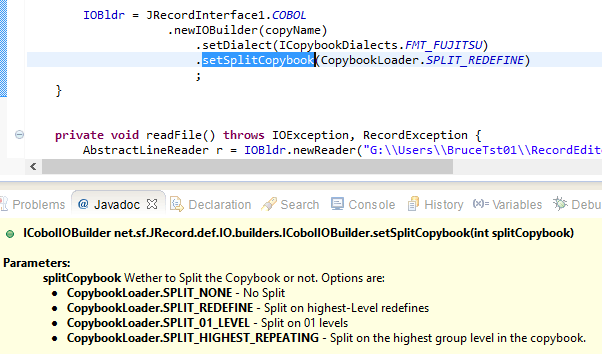 IOBldr = JRecordInterface1.COBOL
.newIOBuilder(copyName)
.setDialect(ICopybookDialects.FMT_FUJITSU)
.setSplitCopybook(CopybookLoader.SPLIT_REDEFINE)
;
}
private void readFile() throws IOException, RecordException {
AbstractLineReader r = IOBldr.newReader("G:\\Users\\BruceTst01\\RecordEdit
Problems @ Javadoc Declaration Search Console History (x)= Variables Debu
ICobolIOBuilder net.sf.JRecord.def.IO.builders.ICobolIOBuilder.setSplitCopybook(int splitCopybook)
Parameters:
splitCopybook Wether to Split the Copybook or not. Options are:
• CopybookLoader.SPLIT_NONE - No Split
• CopybookLoader.SPLIT_REDEFINE - Split on highest-Level redefines
• CopybookLoader.SPLIT_01_LEVEL - Split on 01 levels
• CopybookLoader.SPLIT_HIGHEST_REPEATING - Split on the highest group level in the copybook.